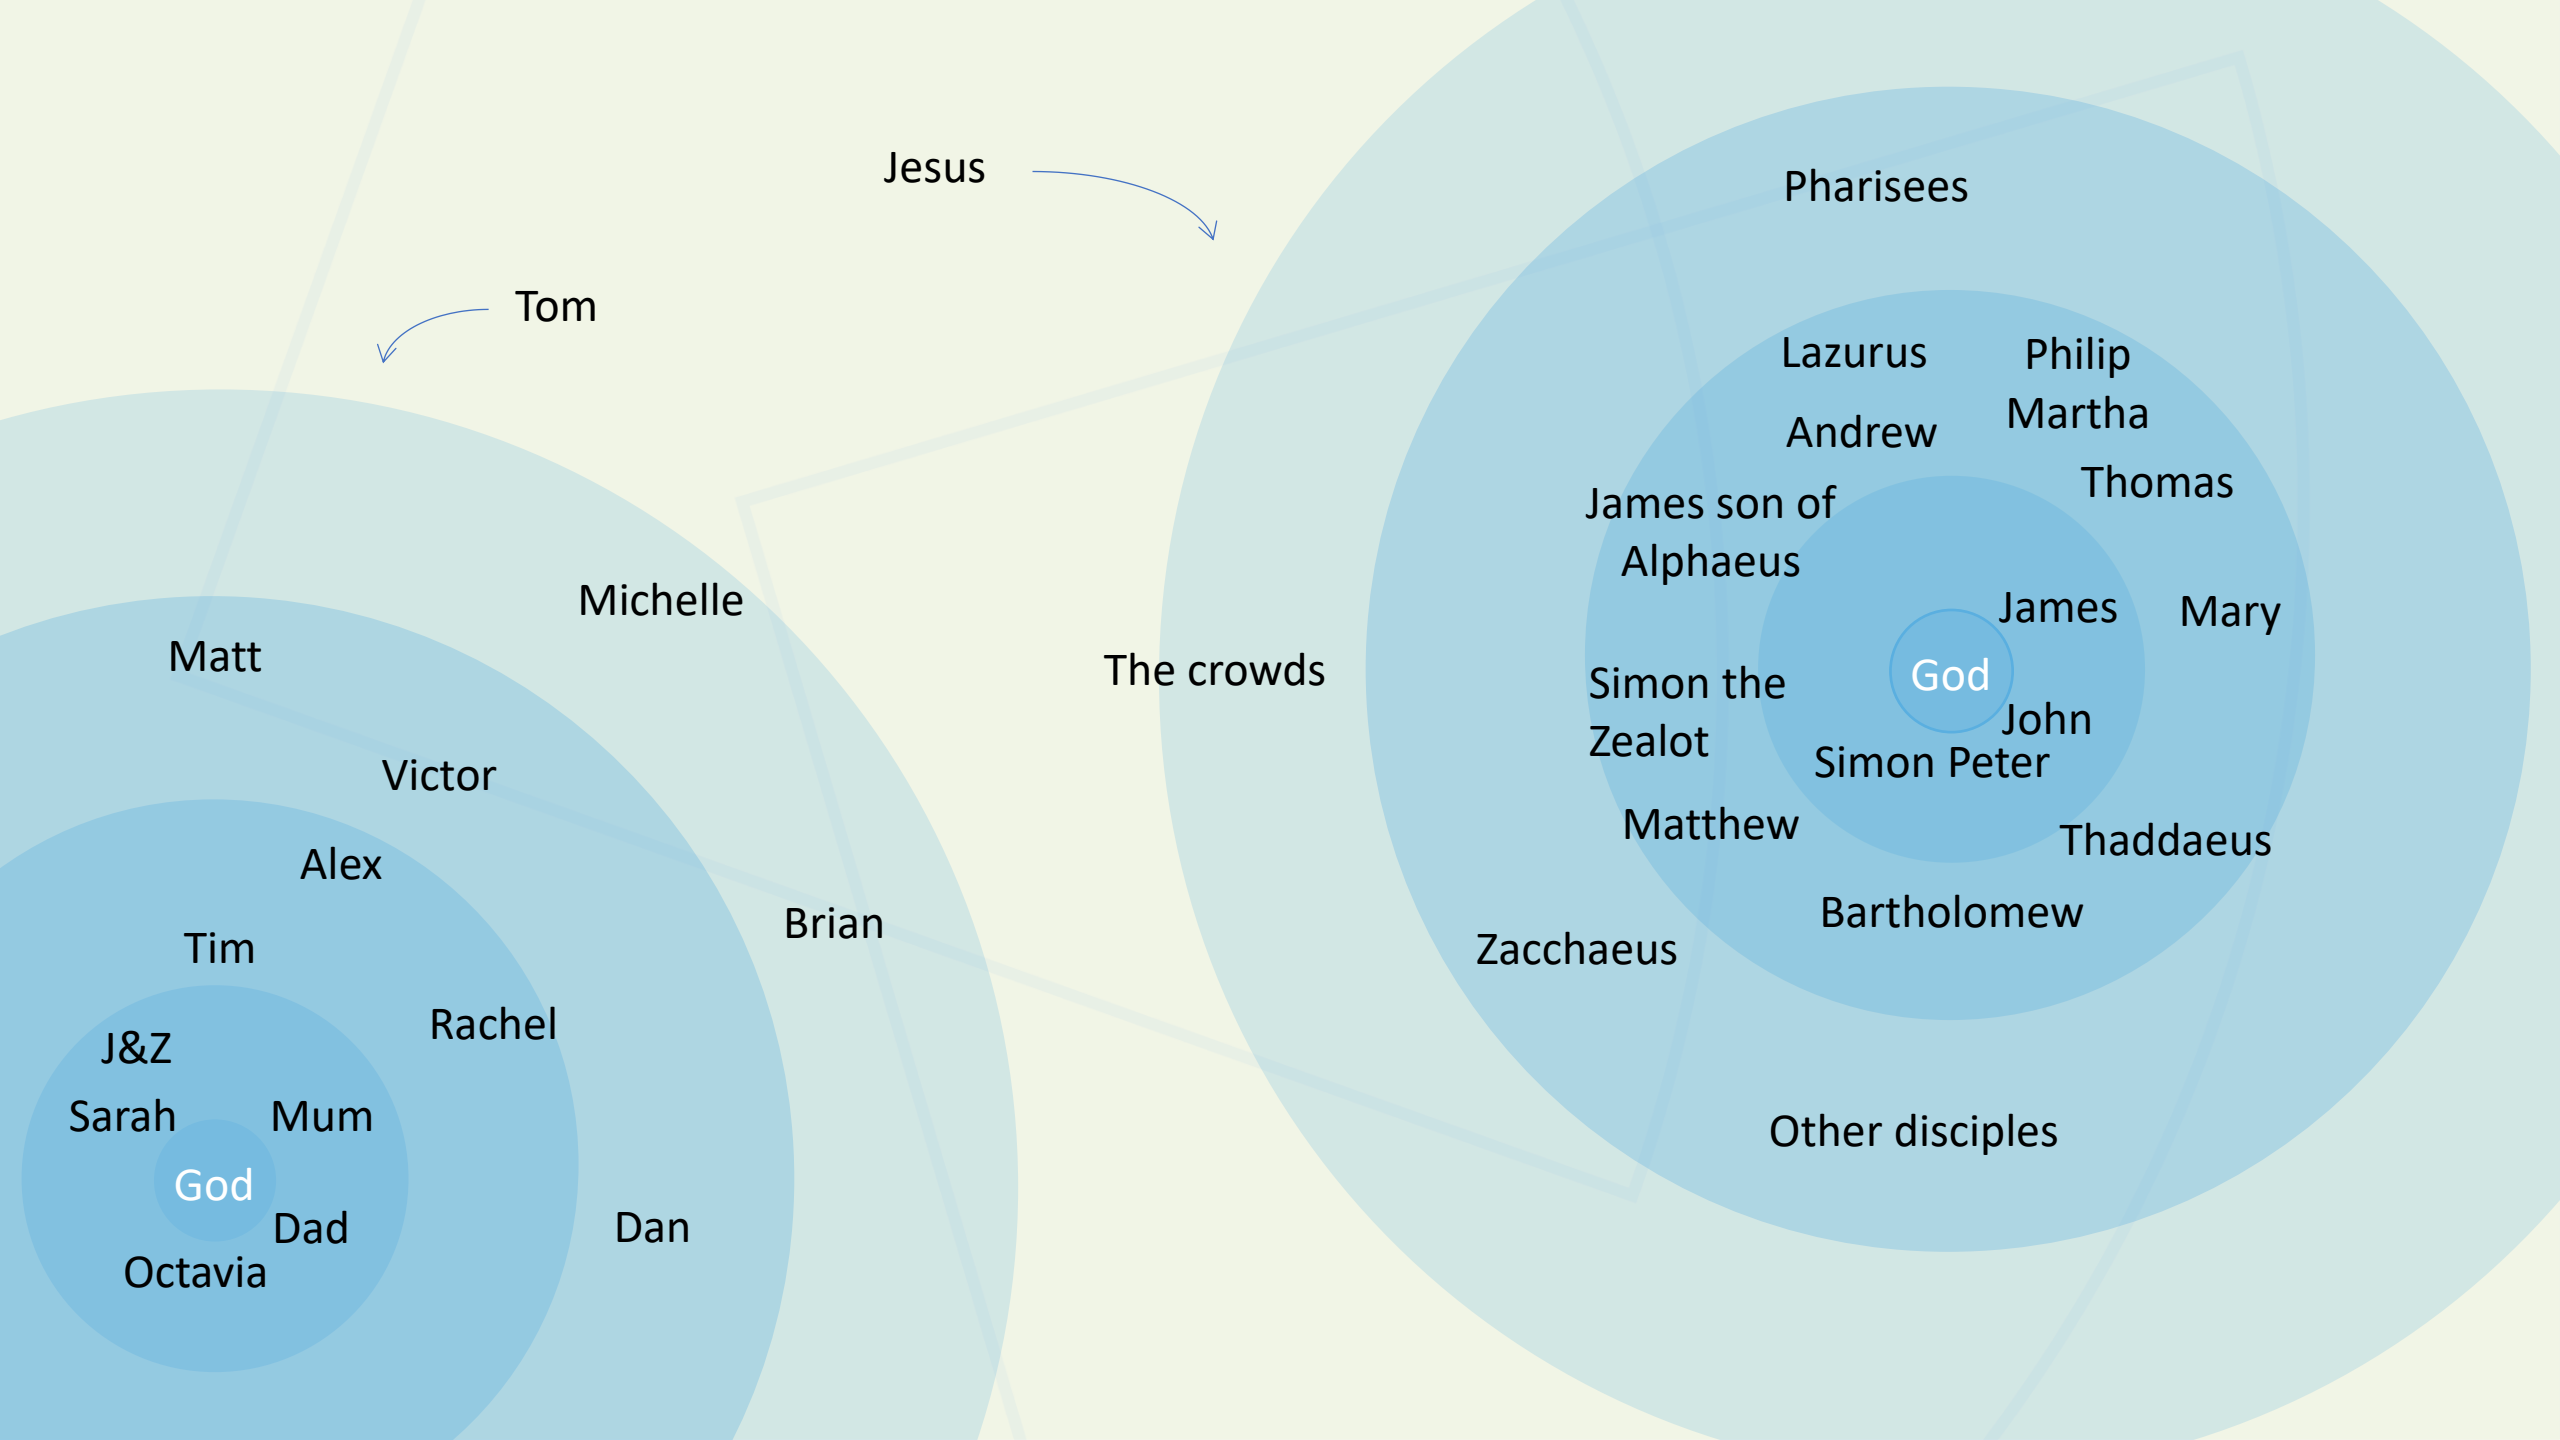 Jesus
Tom
Michelle
Matt
Victor
Alex
Brian
Tim
Rachel
J&Z
Sarah
Mum
God
Dad
Dan
Octavia
Pharisees
Lazurus
Philip
Martha
Andrew
Thomas
James son of
Alphaeus
James
Mary
The crowds
God
Simon the
Zealot
John
Simon Peter
Matthew
Thaddaeus
Bartholomew
Zacchaeus
Other disciples